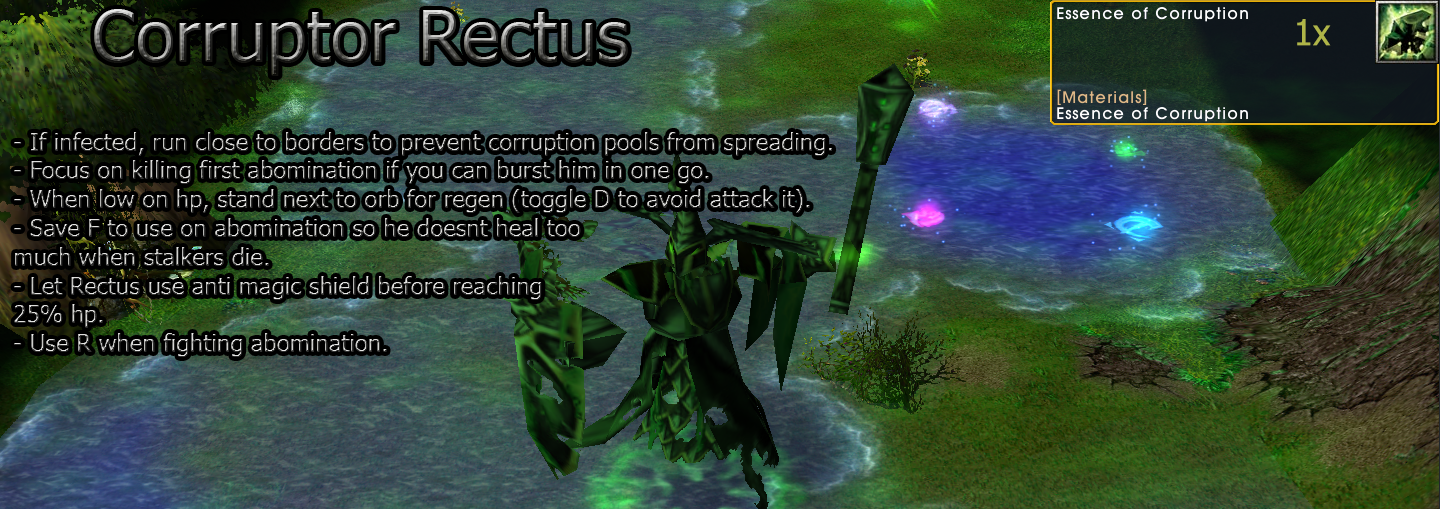 Corruptor Rectus
- If infected, run close to borders to prevent corruption pools from spreading.
- Focus on killing first abomination if you can burst him in one go.
- When low on hp, stand next to orb for regen (toggle D to avoid attack it).
- Save F to use on abomination so he doesnt heal too
much when stalkers die.
- Let Rectus use anti magic shield before reaching
25% hp.
- Use R when fighting abomination.
Essence of Corruption
1x
Essence of Corruption
[Materials]
Essence of Corruption